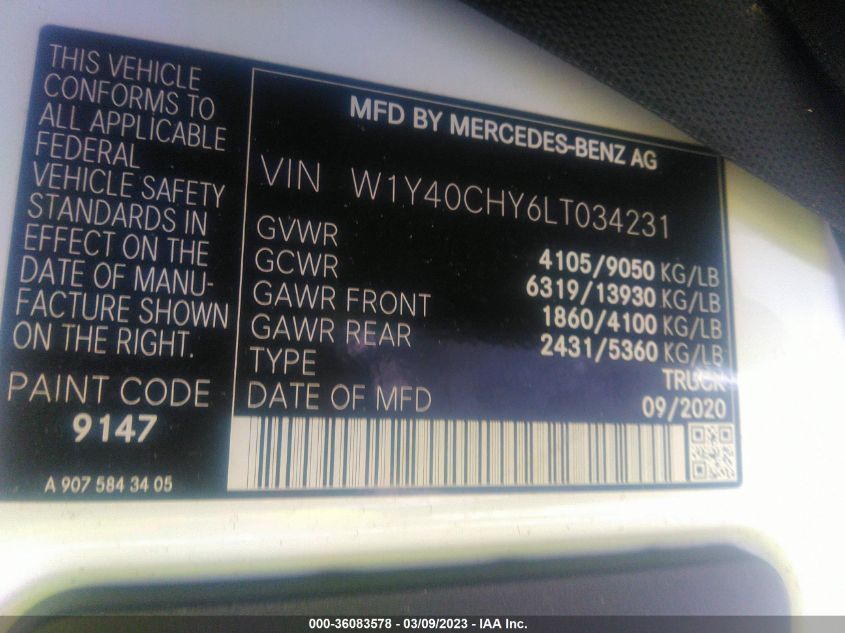 THIS VEHICLE
CONFORMS TO
ALL APPLICABLE
FEDERAL
VEHICLE SAFETY
STANDARDS IN
EFFECT ON THE
DATE OF MANU-
FACTURE SHOWN
ON THE RIGHT.
PAINT CODE
9147
A 907 584 34 05
MFD BY MERCEDES-BENZ AG
VIN W1Y40CHY6LT034231
GVWR 4105/9050 KG/LB
GCWR 6319/13930 KG/LB
GAWR FRONT 1860/4100 KG/LB
GAWR REAR 2431/5360 KG/LB
TYPE TRUCK
DATE OF MFD 09/2020
000-36083578 — 03/09/2023 — IAA Inc.